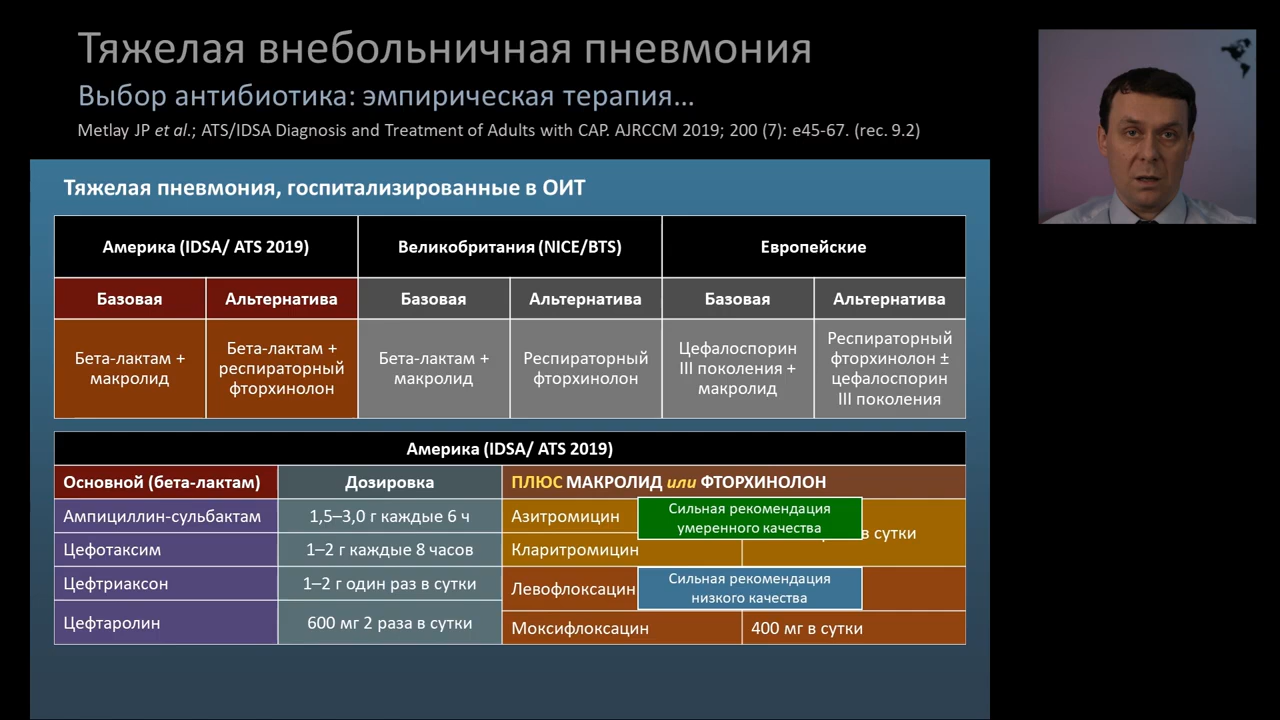 Тяжелая внебольничная пневмония
Выбор антибиотика: эмпирическая терапия…
Metlay JP et al.; ATS/IDSA Diagnosis and Treatment of Adults with CAP. AJRCCM 2019; 200 (7): e45-67. (rec. 9.2)
Тяжелая пневмония, госпитализированные в ОИТ
Америка (IDSA/ ATS 2019)
Великобритания (NICE/BTS)
Европейские
Базовая
Альтернатива
Базовая
Альтернатива
Базовая
Альтернатива
Бета-лактам +
макролид
Бета-лактам +
респираторный
фторхинолон
Бета-лактам +
макролид
Респираторный
фторхинолон
Цефалоспорин
III поколения +
макролид
Респираторный
фторхинолон ±
цефалоспорин
III поколения
Америка (IDSA/ ATS 2019)
Основной (бета-лактам)
Дозировка
ПЛЮС МАКРОЛИД или ФТОРХИНОЛОН
Ампициллин-сульбактам
1,5–3,0 г каждые 6 ч
Азитромицин
Сильная рекомендация
умеренного качества
в сутки
Цефотаксим
1–2 г каждые 8 часов
Кларитромицин
Цефтриаксон
1–2 г один раз в сутки
Левофлоксацин
Сильная рекомендация
низкого качества
Цефтаролин
600 мг 2 раза в сутки
Моксифлоксацин
400 мг в сутки